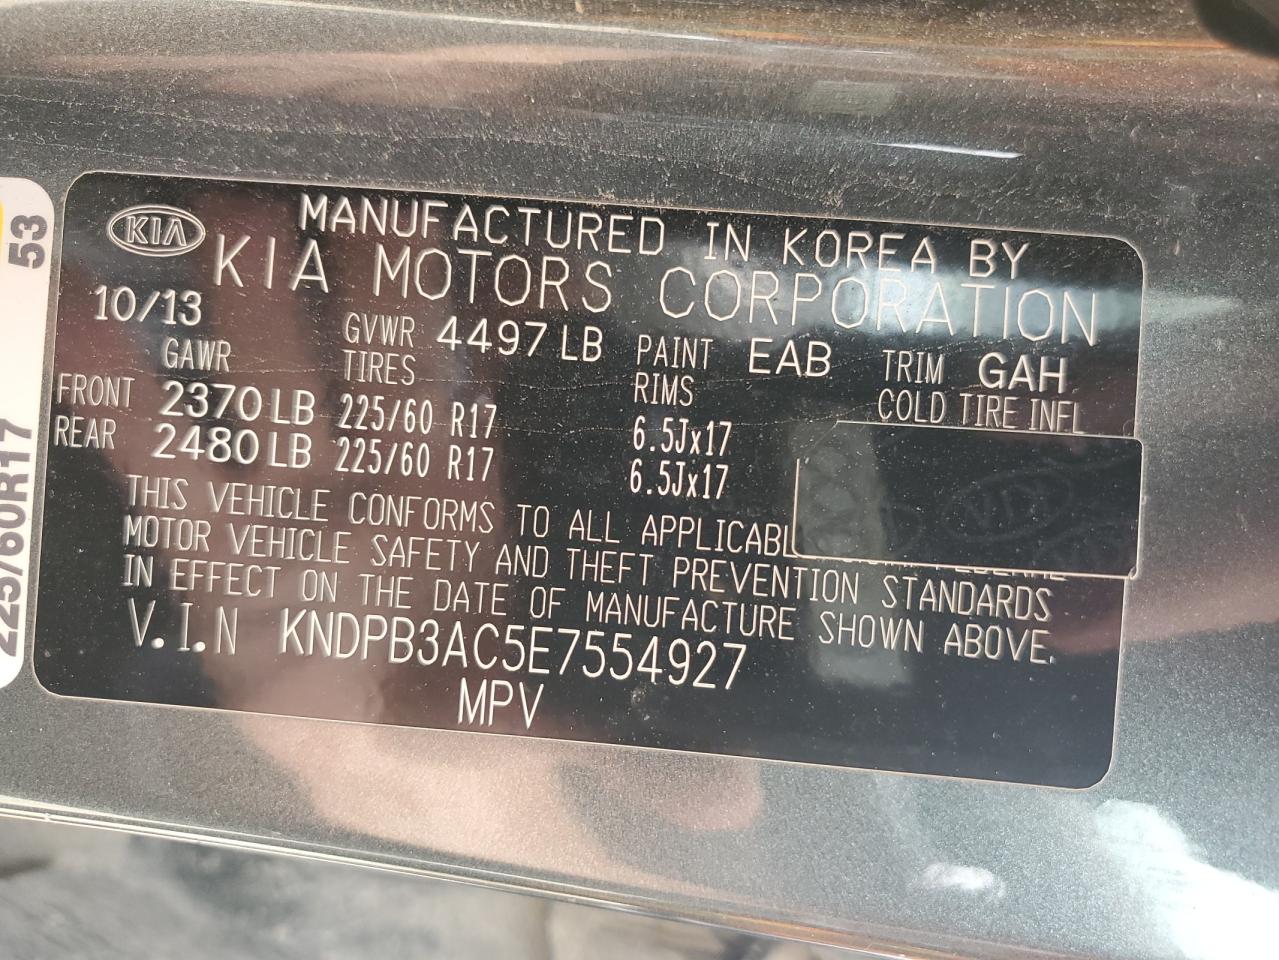 KIA MANUFACTURED IN KOREA BY
KIA MOTORS CORPORATION
10/13 GVWR 4497 LB PAINT EAB TRIM GAH
GAWR TIRES RIMS COLD TIRE INFL
FRONT 2370 LB 225/60 R17 6.5Jx17
REAR 2480 LB 225/60 R17 6.5Jx17
THIS VEHICLE CONFORMS TO ALL
MOTOR VEHICLE SAFETY AND THEFT PREVENTION STANDARDS
IN EFFECT ON THE DATE OF MANUFACTURE SHOWN ABOVE.
V.I.N KNDPB3AC5E7554927
MPV
225/60R17 53